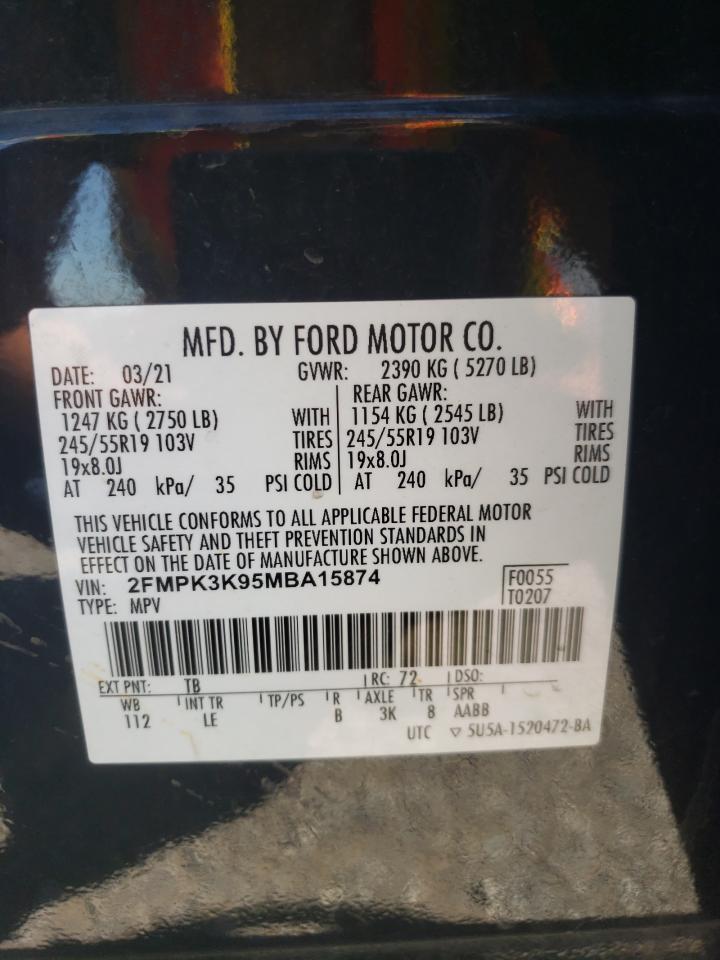 MFD. BY FORD MOTOR CO.
DATE: 03/21 GVWR: 2390 KG ( 5270 LB)
FRONT GAWR: REAR GAWR:
1247 KG ( 2750 LB) WITH 1154 KG ( 2545 LB) WITH
245/55R19 103V TIRES 245/55R19 103V TIRES
19x8.0J RIMS 19x8.0J RIMS
AT 240 kPa/ 35 PSI COLD AT 240 kPa/ 35 PSI COLD
THIS VEHICLE CONFORMS TO ALL APPLICABLE FEDERAL MOTOR
VEHICLE SAFETY AND THEFT PREVENTION STANDARDS IN
EFFECT ON THE DATE OF MANUFACTURE SHOWN ABOVE.
VIN: 2FMPK3K95MBA15874 F0055
TYPE: MPV T0207
EXT PNT: TB RC: 72 DSO:
WB INT TR TP/PS R AXLE TR SPR
112 LE B 3K 8 AABB
UTC ▽ 5U5A-1520472-BA